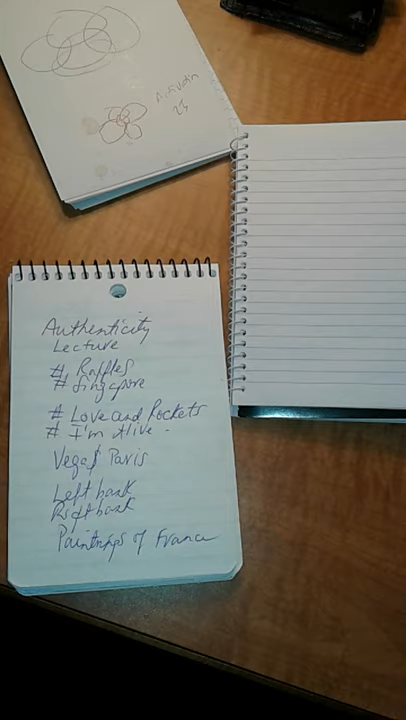 Authenticity
Lecture
# Raffles
# Singapore
# Love and Rockets
# I'm Alive -
Vegas Paris
Left bank
Right bank
Paintings of France